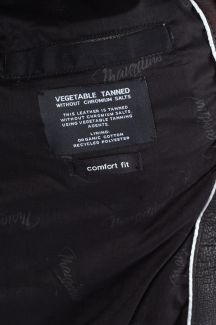 VEGETABLE TANNED
WITHOUT CHROMIUM SALTS
THIS LEATHER IS TANNED
WITHOUT CHROMIUM SALTS
USING VEGETABLE TANNING
AGENTS.
LINING:
ORGANIC COTTON
RECYCLED POLYESTER
comfort fit